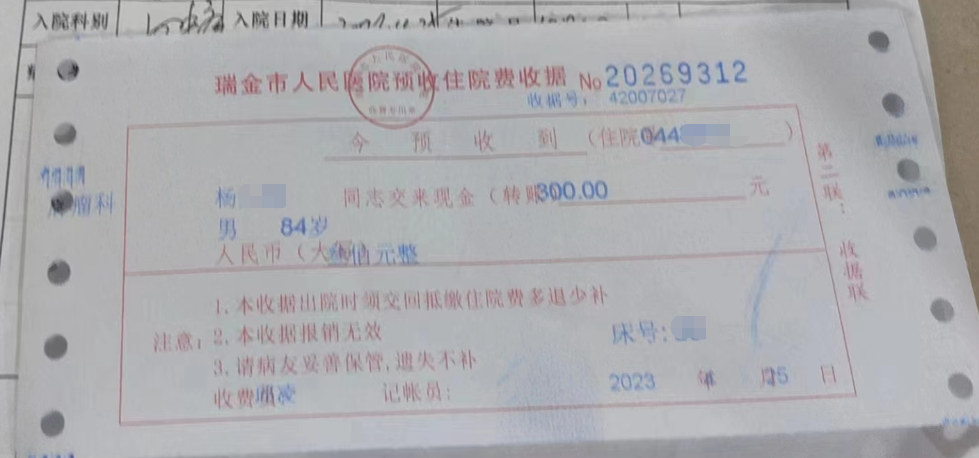 入院科别 入院日期
瑞金市人民医院预收住院费收据 No 20269312
收据号: 42007027
今 预 收 到 (住院044 )
肿瘤科
杨 同志交来现金(转账300.00 元
男 84岁
人民币(大 元整
1.本收据出院时须交回抵缴住院费多退少补
注意: 2.本收据报销无效
3.请病友妥善保管,遗失不补
床号:
收费 凌 记帐员: 2023 年 月 25 日
第二联: 收据联